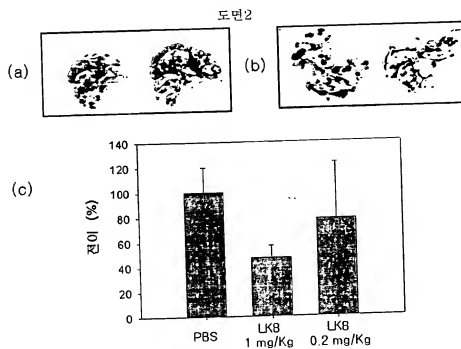 도면2
(a)
(b)
(c)
140
120
100
80
60
40
20
0
전이 (%)
PBS
LK8
1 mg/Kg
LK8
0.2 mg/Kg